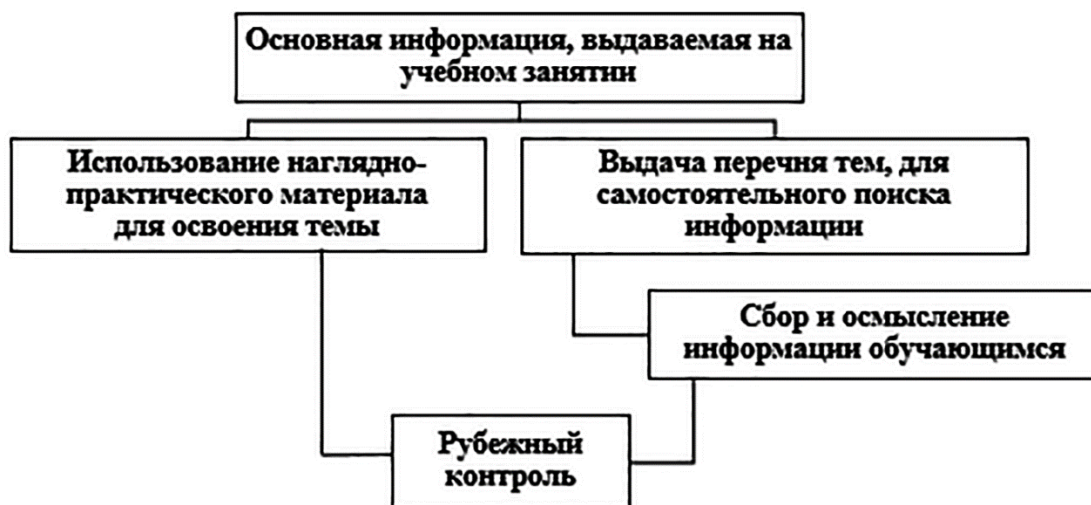 Основная информация, выдаваемая на
учебном занятии
Использование наглядно-
практического материала
для освоения темы
Выдача перечня тем, для
самостоятельного поиска
информации
Сбор и осмысление
информации обучающимся
Рубежный
контроль